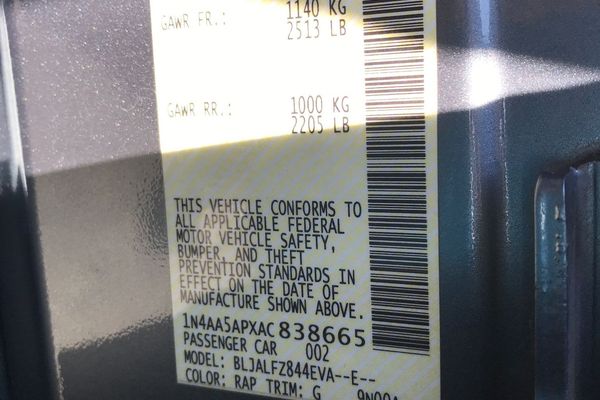 GAWR FR.: 1140 KG
2513 LB
GAWR RR.: 1000 KG
2205 LB
THIS VEHICLE CONFORMS TO
ALL APPLICABLE FEDERAL
MOTOR VEHICLE SAFETY,
BUMPER, AND THEFT
PREVENTION STANDARDS IN
EFFECT ON THE DATE OF
MANUFACTURE SHOWN ABOVE.
1N4AA5APXAC838665
PASSENGER CAR 002
MODEL: BLJALFZ844EVA--E--
COLOR: RAP TRIM: G